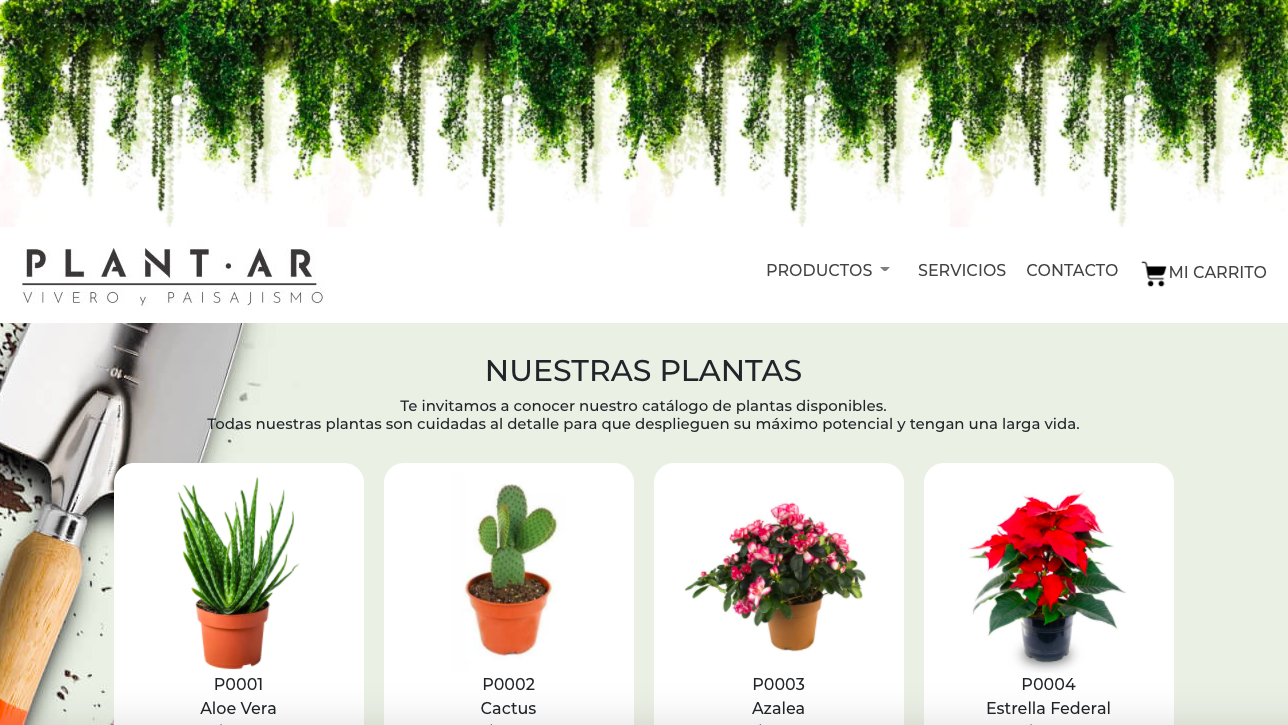 PLANT·AR
VIVERO y PAISAJISMO
PRODUCTOS
SERVICIOS
CONTACTO
MI CARRITO
NUESTRAS PLANTAS
Te invitamos a conocer nuestro catálogo de plantas disponibles.
Todas nuestras plantas son cuidadas al detalle para que desplieguen su máximo potencial y tengan una larga vida.
P0001
Aloe Vera
P0002
Cactus
P0003
Azalea
P0004
Estrella Federal